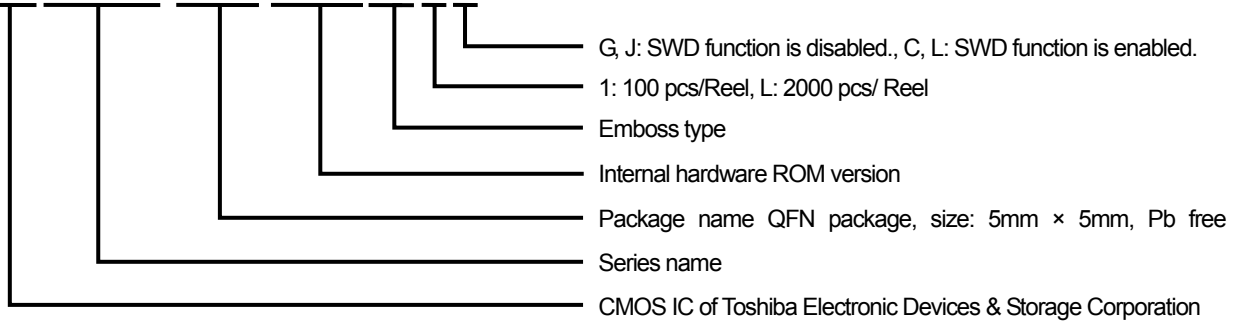 G, J: SWD function is disabled., C, L: SWD function is enabled.
1: 100 pcs/Reel, L: 2000 pcs/ Reel
Emboss type
Internal hardware ROM version
Package name QFN package, size: 5mm × 5mm, Pb free
Series name
CMOS IC of Toshiba Electronic Devices & Storage Corporation